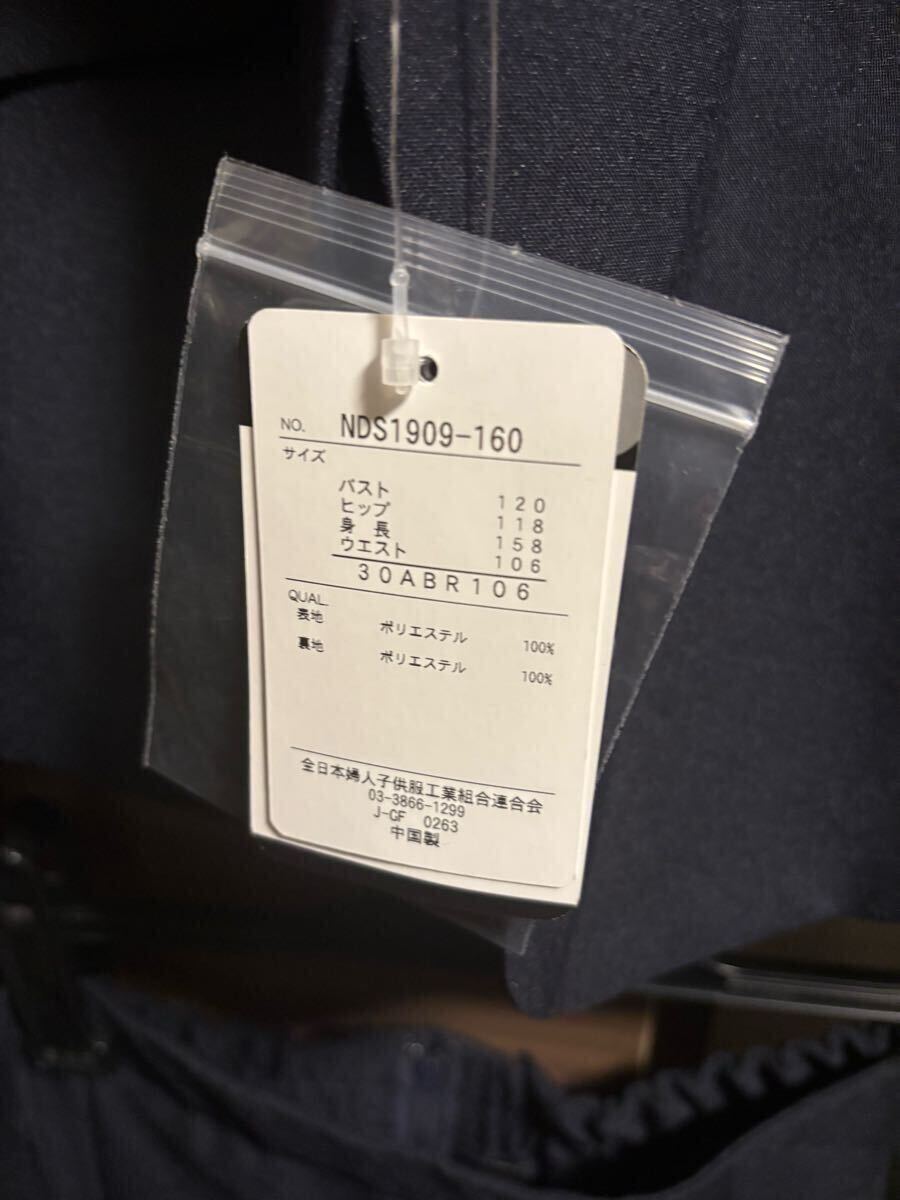 NO. NDS1909-160
サイズ
バスト 120
ヒップ 118
身長 158
ウエスト 106
30ABR106
QUAL.
表地 ポリエステル 100%
裏地 ポリエステル 100%
全日本婦人子供服工業組合連合会
03-3866-1299
J-GF 0263
中国製